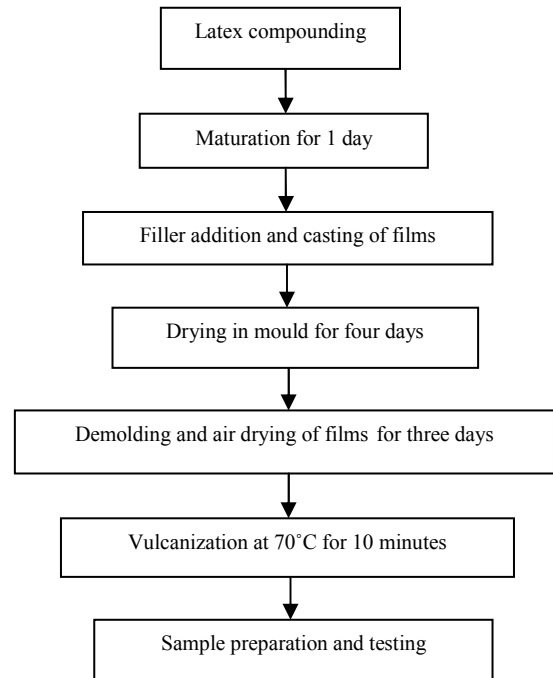 Latex compounding
Maturation for 1 day
Filler addition and casting of films
Drying in mould for four days
Demolding and air drying of films for three days
Vulcanization at 70˚C for 10 minutes
Sample preparation and testing